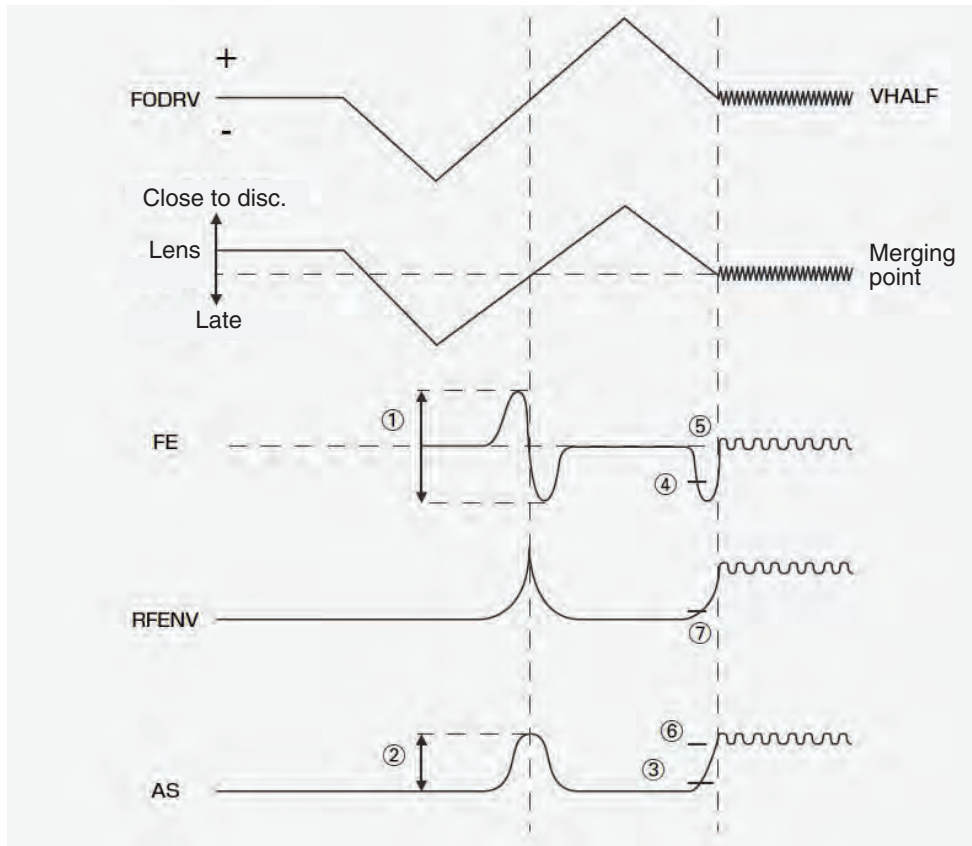 +
FODRV
-
VHALF
Close to disc.
Lens
Late
Merging
point
①
FE
⑤
④
RFENV
⑦
②
⑥
③
AS